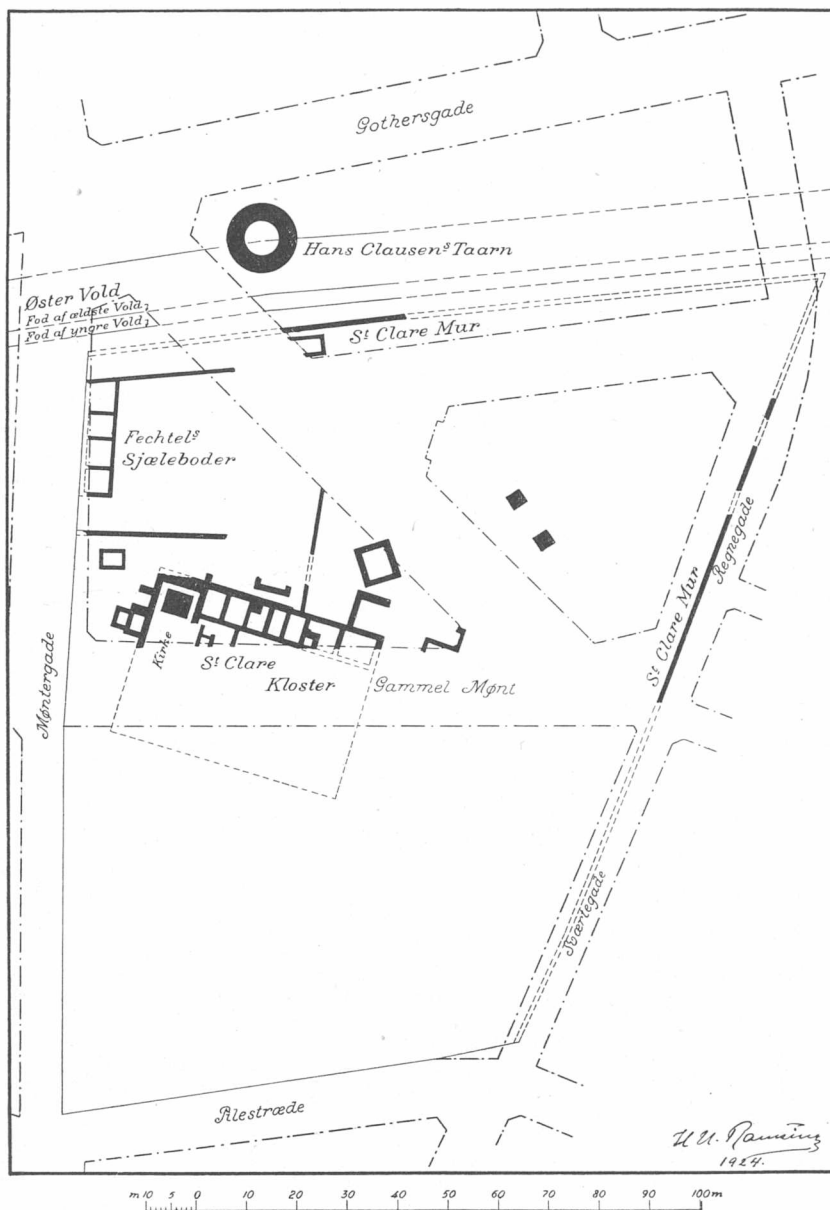 Gothersgade
Hans Clausenˢ Taarn
Øster Vold
Fod af ældste Vold
Fod af yngre Vold
Sᵗ Clare Mur
Fechtelˢ
Sjæleboder
Regnegade
Sᵗ Clare Mur
Kirke
Sᵗ Clare
Kloster
Gammel Mønt
Møntergade
Sværtegade
Pilestræde
1924.
m 10 5 0 10 20 30 40 50 60 70 80 90 100m